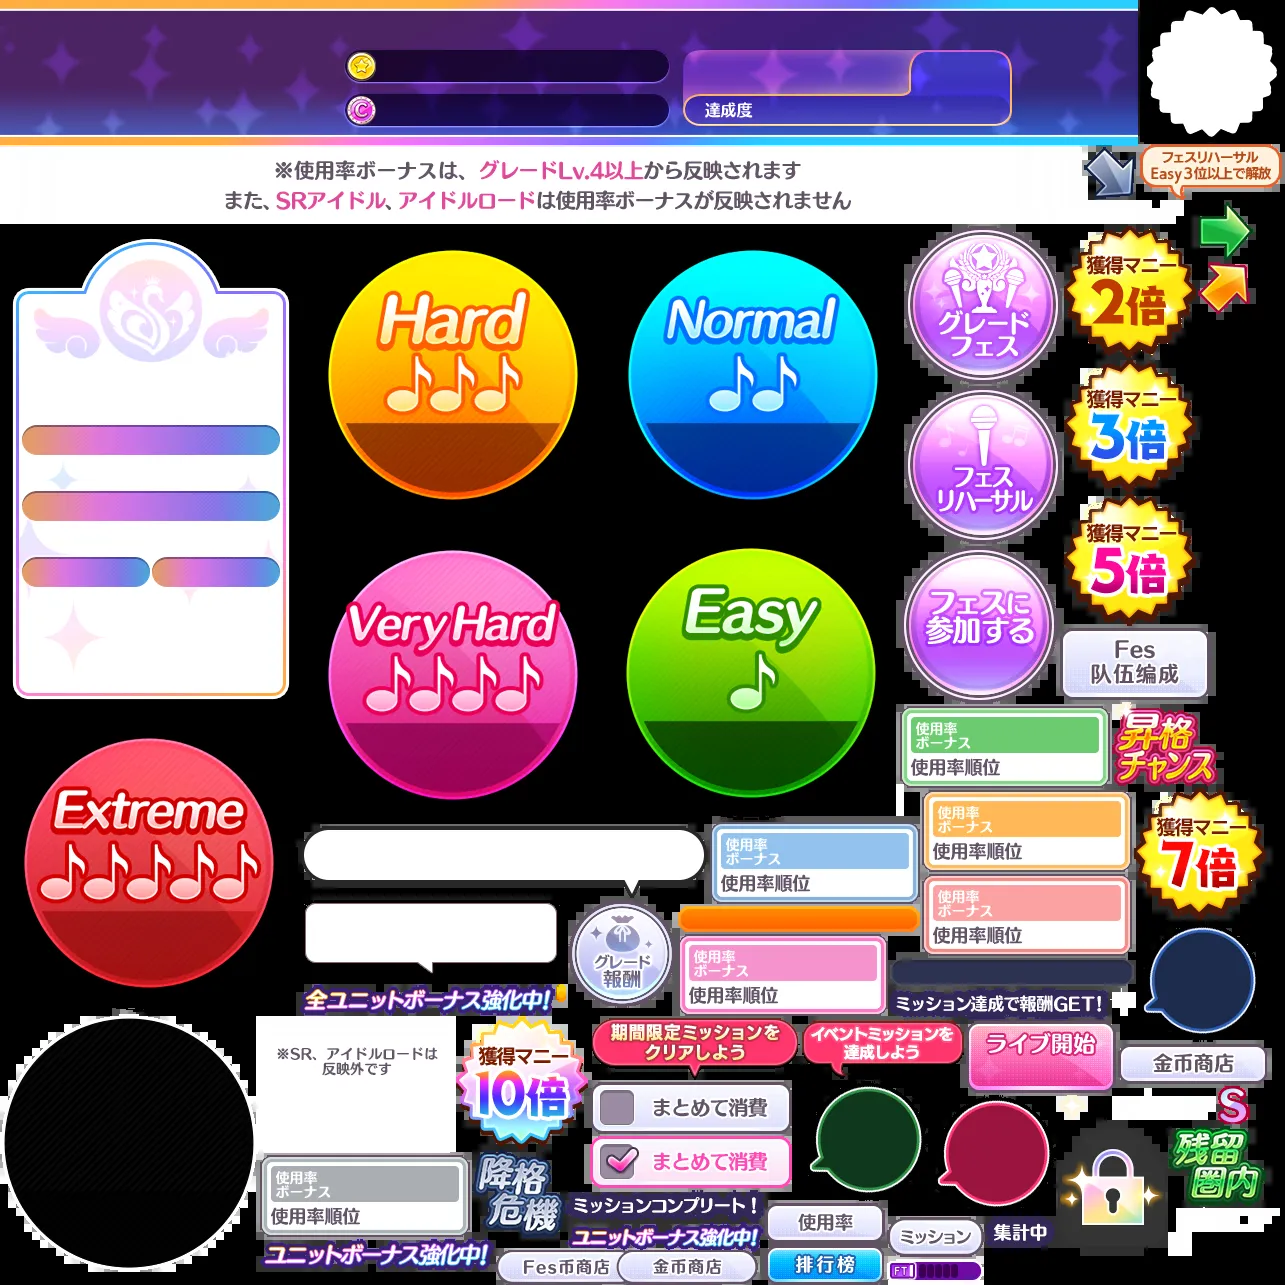 達成度
※使用率ボーナスは、グレードLv.4以上から反映されます
また、SRアイドル、アイドルロードは使用率ボーナスが反映されません
フェスリハーサル
Easy3位以上で解放
Hard
Normal
グレード
フェス
獲得マニー
2倍
獲得マニー
3倍
フェス
リハーサル
獲得マニー
5倍
Very Hard
Easy
フェスに
参加する
Fes
队伍编成
使用率
ボーナス
使用率順位
昇格
チャンス
Extreme
使用率
ボーナス
使用率順位
使用率
ボーナス
使用率順位
獲得マニー
7倍
使用率
ボーナス
使用率順位
グレード
報酬
使用率
ボーナス
使用率順位
全ユニットボーナス強化中!
ミッション達成で報酬GET!
※SR、アイドルロードは
反映外です
獲得マニー
10倍
期間限定ミッションを
クリアしよう
イベントミッションを
達成しよう
ライブ開始
金币商店
まとめて消費
S
まとめて消費
残留
圏内
使用率
ボーナス
使用率順位
降格
危機
ミッションコンプリート!
ユニットボーナス強化中!
使用率
ミッション
集計中
ユニットボーナス強化中!
Fes币商店
金币商店
排行榜
FT